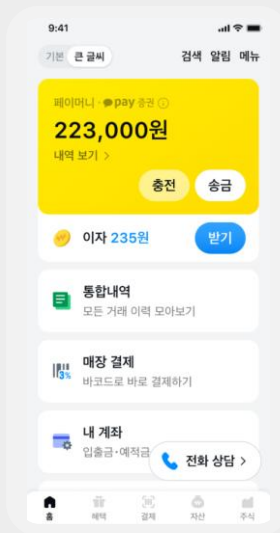 9:41
기본 큰 글씨 검색 알림 메뉴
페이머니 · pay 증권
223,000원
내역 보기 >
충전 송금
이자 235원 받기
통합내역
모든 거래 이력 모아보기
3%
매장 결제
바코드로 바로 결제하기
내 계좌
입출금·예적금
전화 상담 >
홈 혜택 결제 자산 주식